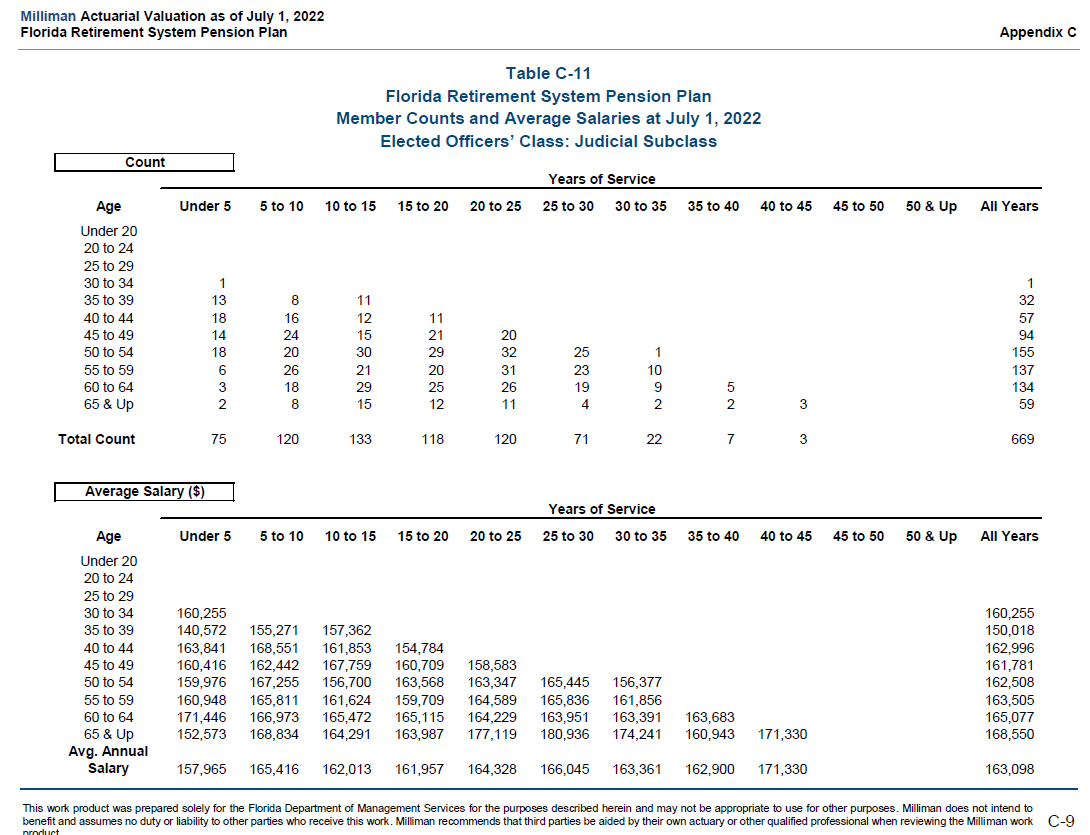 Milliman Actuarial Valuation as of July 1, 2022
Florida Retirement System Pension Plan Appendix C
Table C-11
Florida Retirement System Pension Plan
Member Counts and Average Salaries at July 1, 2022
Elected Officers’ Class: Judicial Subclass
Count
Years of Service
Age Under 5 5 to 10 10 to 15 15 to 20 20 to 25 25 to 30 30 to 35 35 to 40 40 to 45 45 to 50 50 & Up All Years
Under 20
20 to 24
25 to 29
30 to 34 1 1
35 to 39 13 8 11 32
40 to 44 18 16 12 11 57
45 to 49 14 24 15 21 20 94
50 to 54 18 20 30 29 32 25 1 155
55 to 59 6 26 21 20 31 23 10 137
60 to 64 3 18 29 25 26 19 9 5 134
65 & Up 2 8 15 12 11 4 2 2 3 59
Total Count 75 120 133 118 120 71 22 7 3 669
Average Salary ($)
Years of Service
Age Under 5 5 to 10 10 to 15 15 to 20 20 to 25 25 to 30 30 to 35 35 to 40 40 to 45 45 to 50 50 & Up All Years
Under 20
20 to 24
25 to 29
30 to 34 160,255 160,255
35 to 39 140,572 155,271 157,362 150,018
40 to 44 163,841 168,551 161,853 154,784 162,996
45 to 49 160,416 162,442 167,759 160,709 158,583 161,781
50 to 54 159,976 167,255 156,700 163,568 163,347 165,445 156,377 162,508
55 to 59 160,948 165,811 161,624 159,709 164,589 165,836 161,856 163,505
60 to 64 171,446 166,973 165,472 165,115 164,229 163,951 163,391 163,683 165,077
65 & Up 152,573 168,834 164,291 163,987 177,119 180,936 174,241 160,943 171,330 168,550
Avg. Annual
Salary 157,965 165,416 162,013 161,957 164,328 166,045 163,361 162,900 171,330 163,098
This work product was prepared solely for the Florida Department of Management Services for the purposes described herein and may not be appropriate to use for other purposes. Milliman does not intend to
benefit and assumes no duty or liability to other parties who receive this work. Milliman recommends that third parties be aided by their own actuary or other qualified professional when reviewing the Milliman work C-9
product